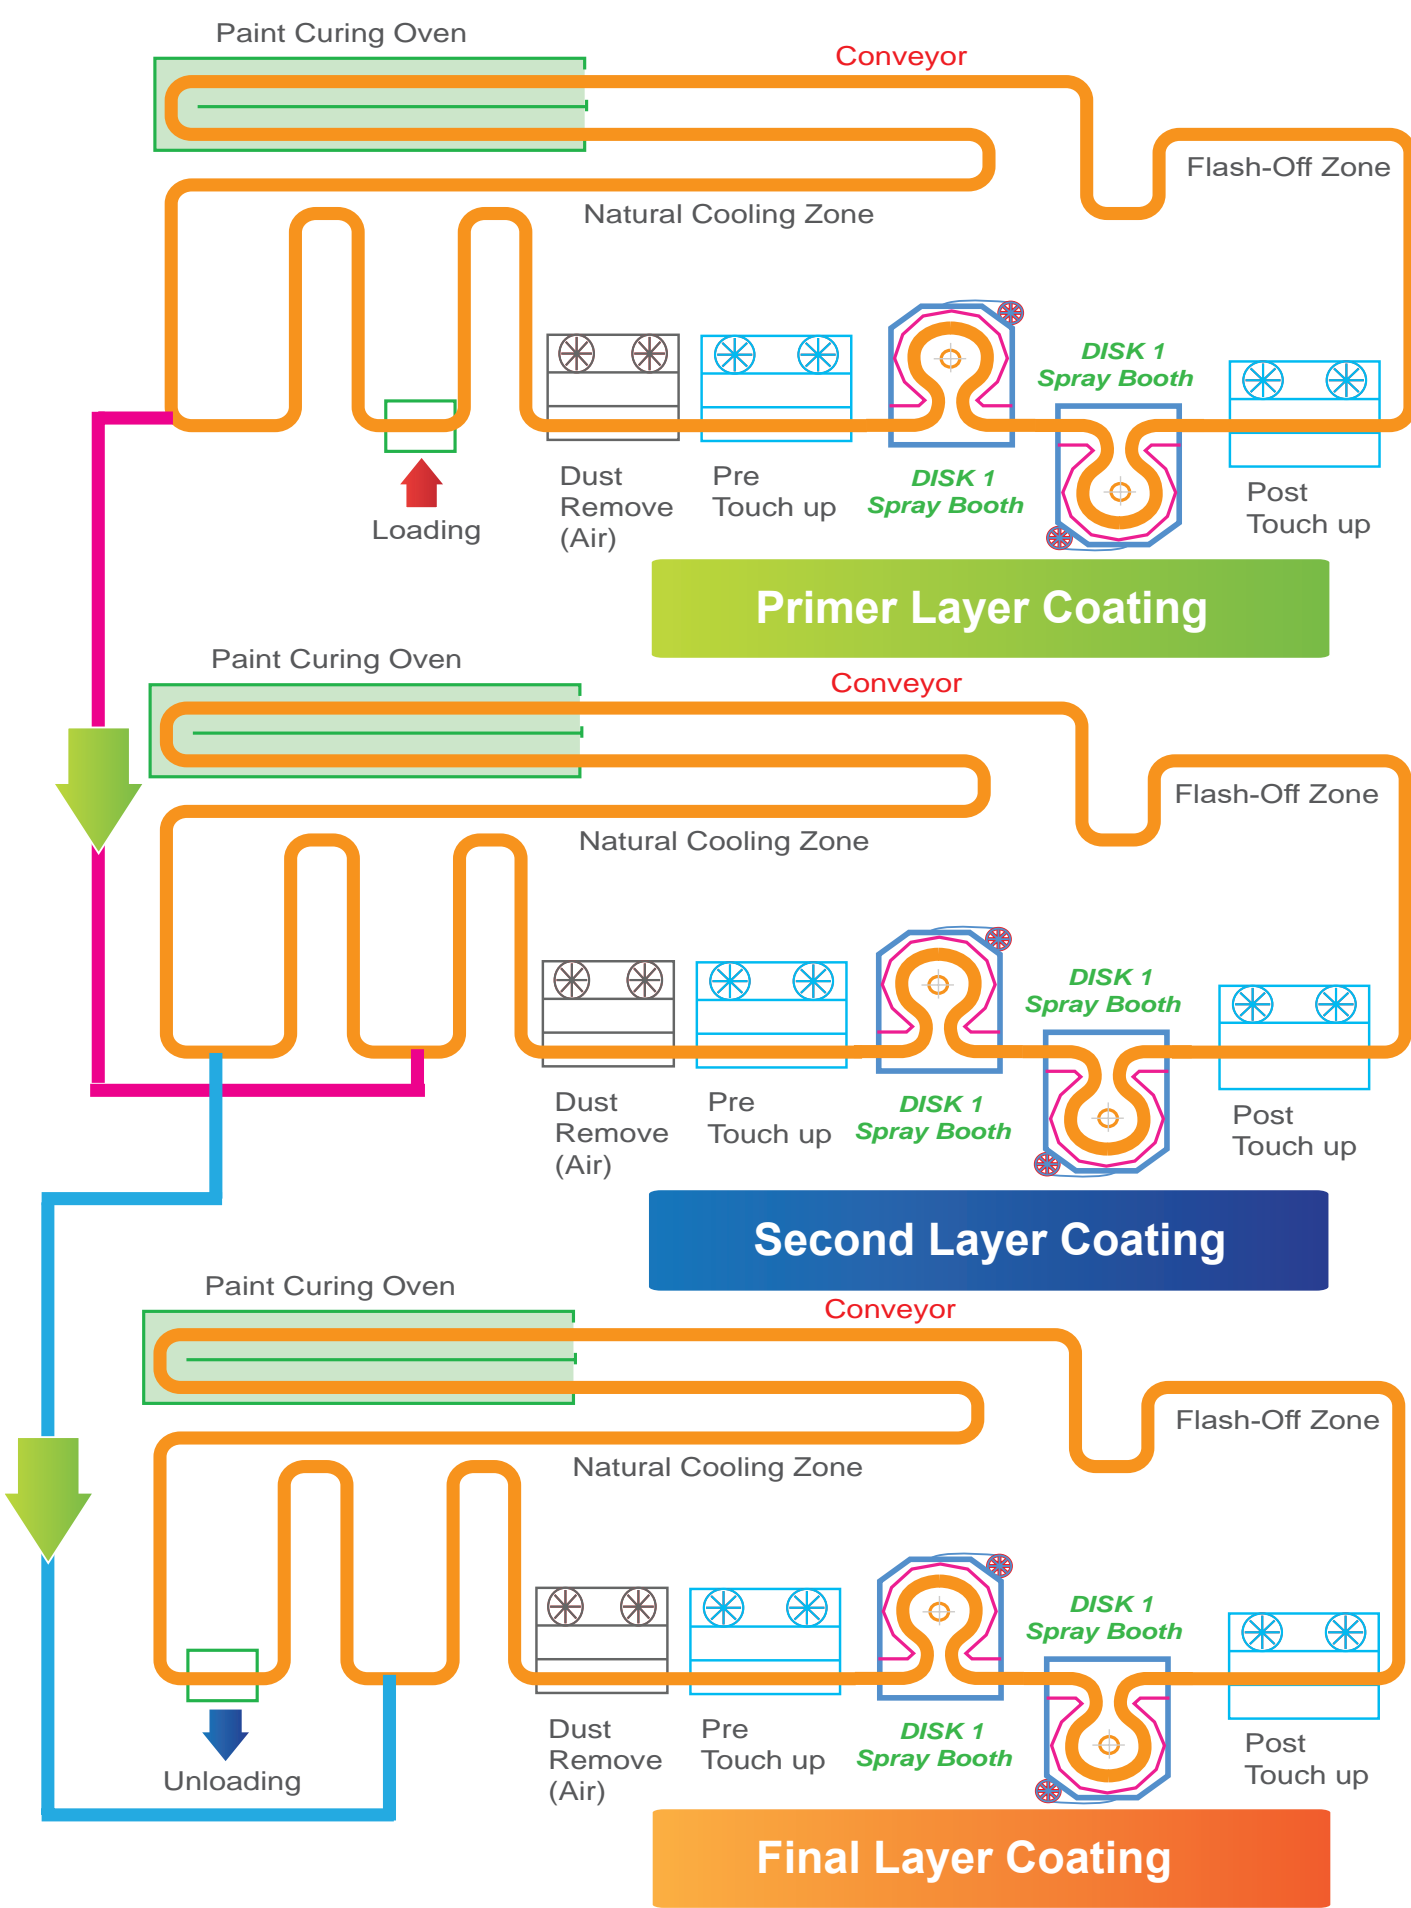 Paint Curing Oven
Conveyor
Flash-Off Zone
Natural Cooling Zone
DISK 1
Spray Booth
Dust
Remove
(Air)
Pre
Touch up
DISK 1
Spray Booth
Post
Touch up
Loading
Primer Layer Coating
Paint Curing Oven
Conveyor
Flash-Off Zone
Natural Cooling Zone
DISK 1
Spray Booth
Dust
Remove
(Air)
Pre
Touch up
DISK 1
Spray Booth
Post
Touch up
Second Layer Coating
Paint Curing Oven
Conveyor
Flash-Off Zone
Natural Cooling Zone
DISK 1
Spray Booth
Dust
Remove
(Air)
Pre
Touch up
DISK 1
Spray Booth
Post
Touch up
Unloading
Final Layer Coating